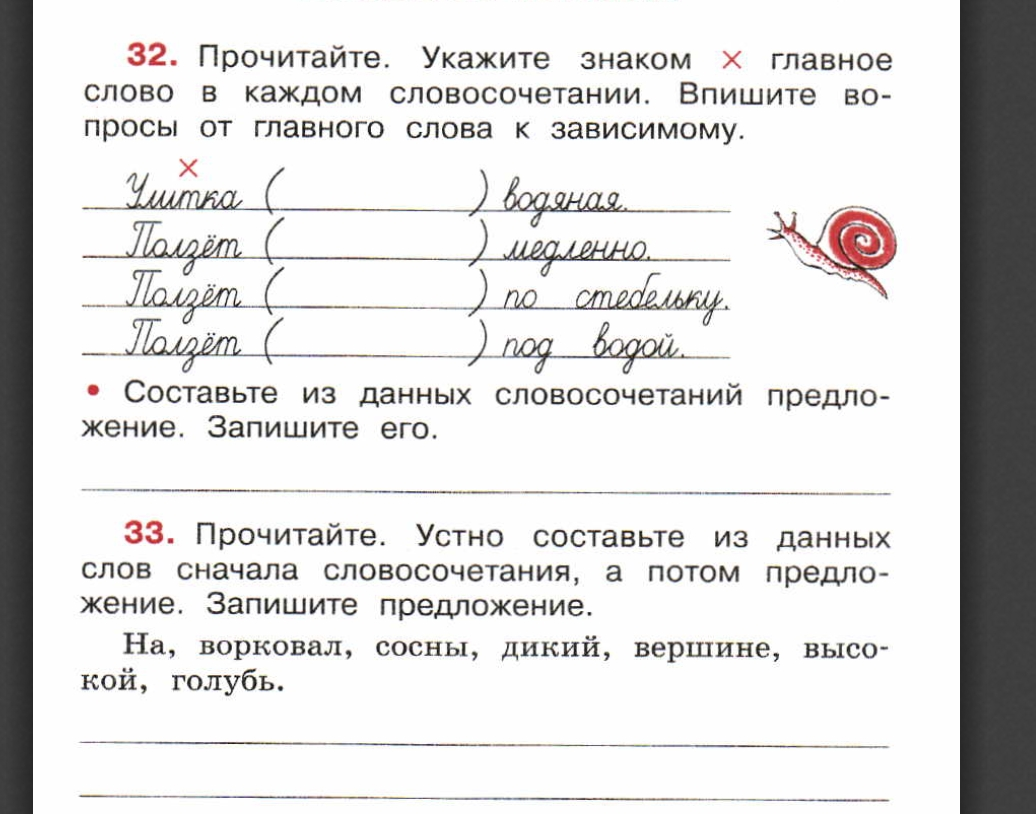 32. Прочитайте. Укажите знаком × главное
слово в каждом словосочетании. Впишите во-
просы от главного слова к зависимому.
×
Улитка ( ) водяная.
Ползёт ( ) медленно.
Ползёт ( ) по стебельку.
Ползёт ( ) под водой.
• Составьте из данных словосочетаний предло-
жение. Запишите его.
33. Прочитайте. Устно составьте из данных
слов сначала словосочетания, а потом предло-
жение. Запишите предложение.
На, ворковал, сосны, дикий, вершине, высо-
кой, голубь.